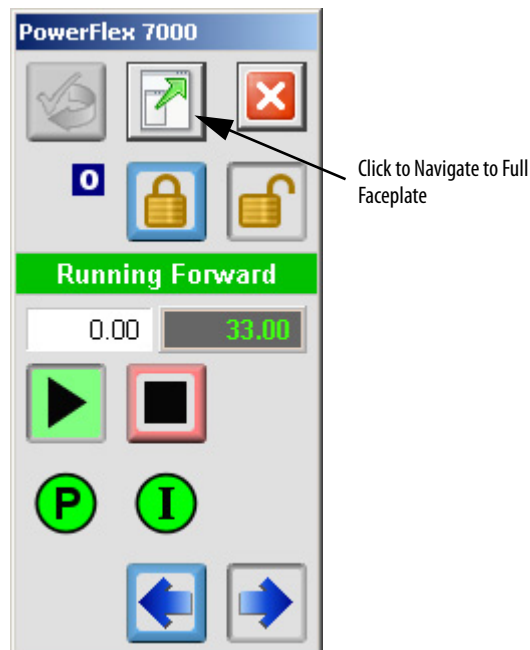 PowerFlex 7000
Click to Navigate to Full
Faceplate
O
Running Forward
0.00 33.00
P I